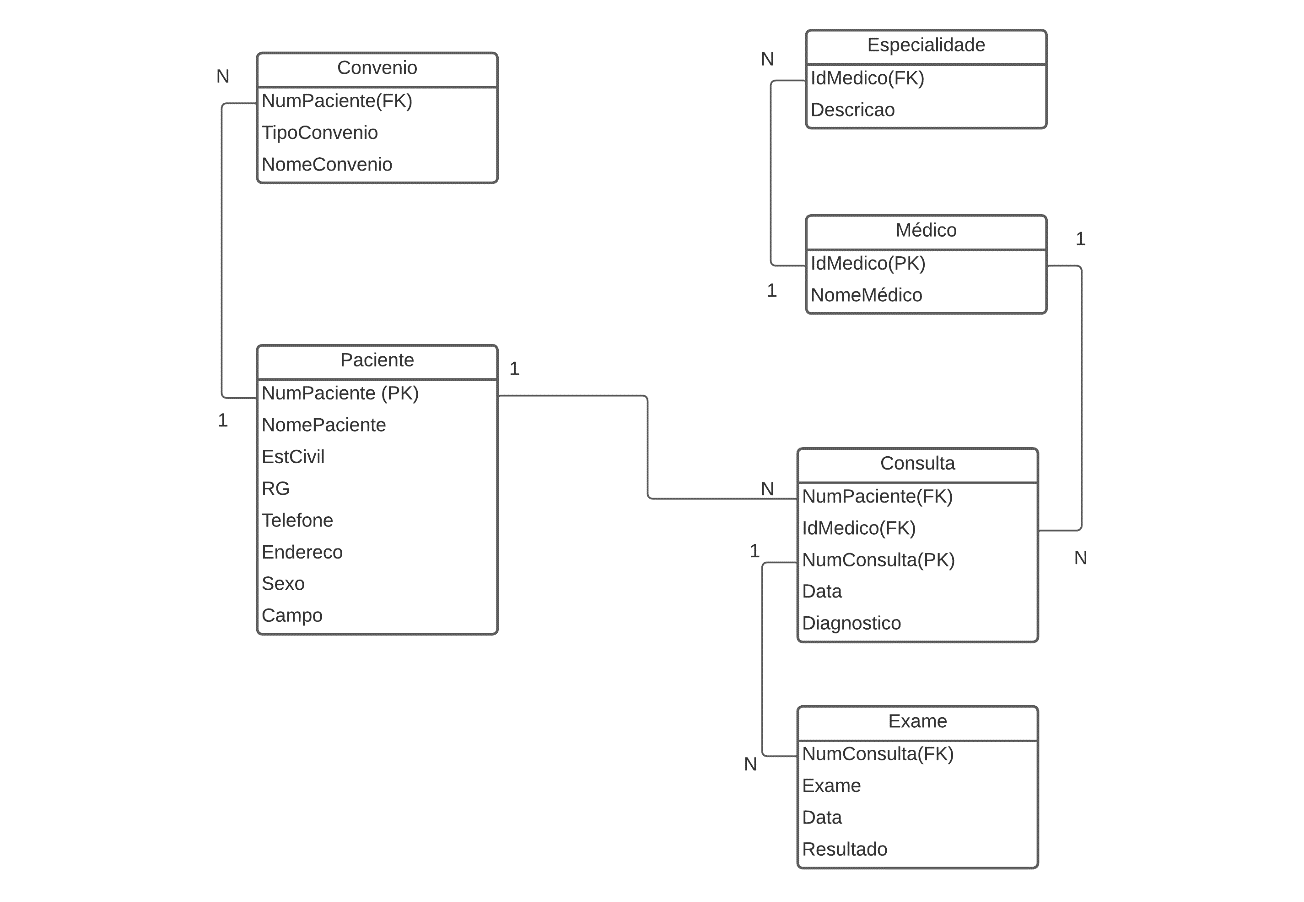 N
Convenio
NumPaciente(FK)
TipoConvenio
NomeConvenio
N
Especialidade
IdMedico(FK)
Descricao
Médico
1
IdMedico(PK)
1
NomeMédico
Paciente
1
NumPaciente (PK)
1
NomePaciente
EstCivil
RG
Telefone
Endereco
Sexo
Campo
Consulta
N
NumPaciente(FK)
IdMedico(FK)
1
NumConsulta(PK)
N
Data
Diagnostico
Exame
N
NumConsulta(FK)
Exame
Data
Resultado